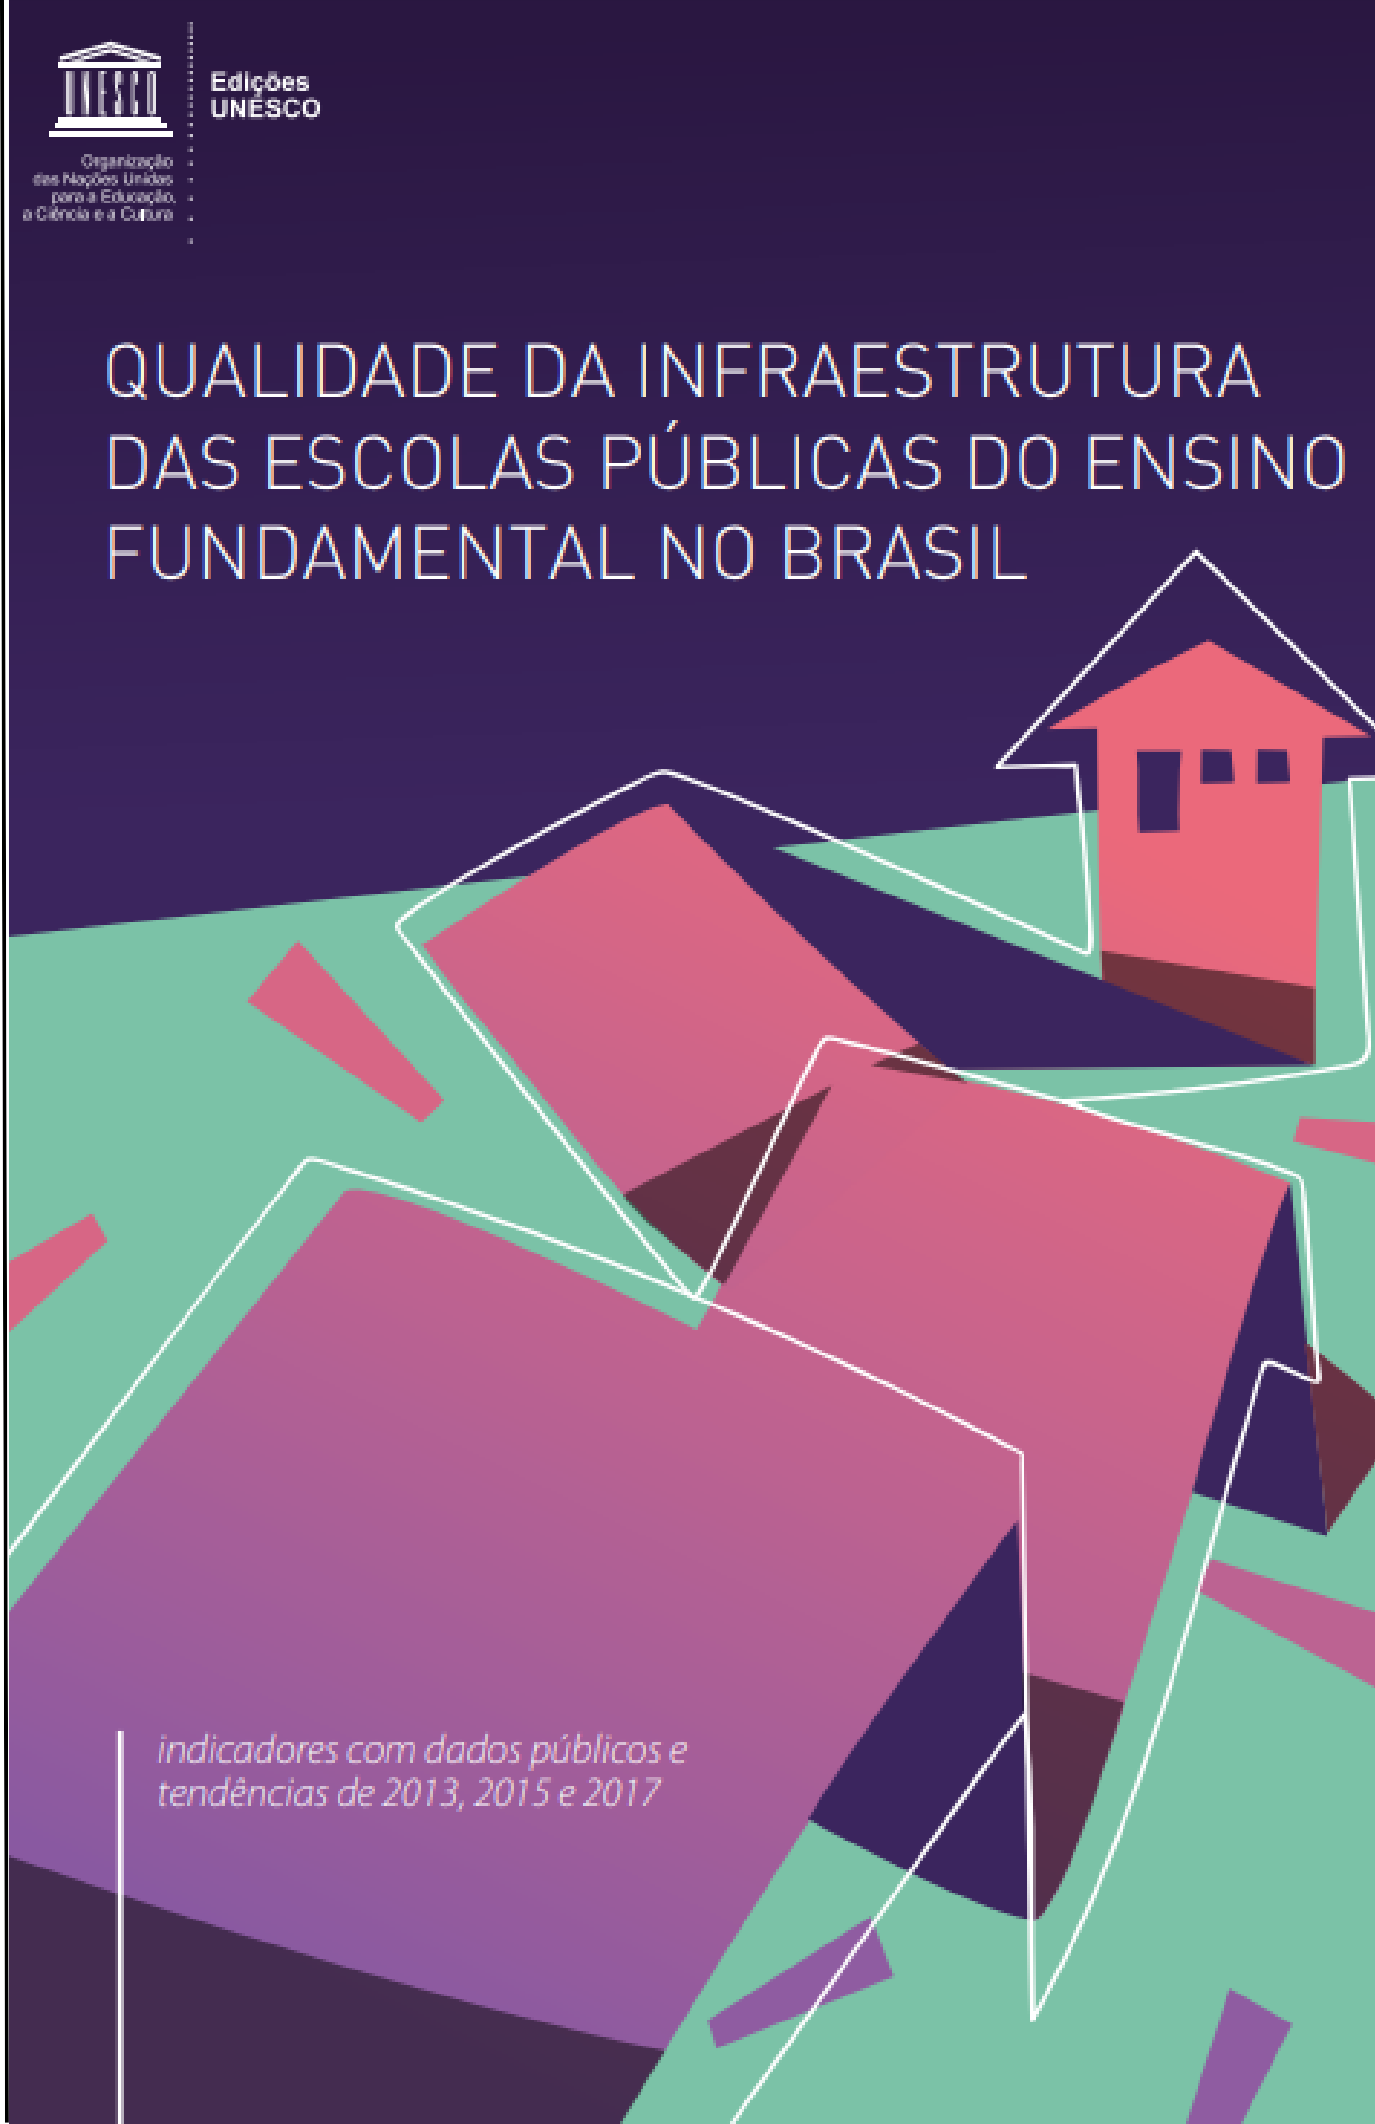 UNESCO
Organização
das Nações Unidas
para a Educação,
a Ciência e a Cultura
Edições
UNESCO
QUALIDADE DA INFRAESTRUTURA
DAS ESCOLAS PÚBLICAS DO ENSINO
FUNDAMENTAL NO BRASIL
indicadores com dados públicos e
tendências de 2013, 2015 e 2017